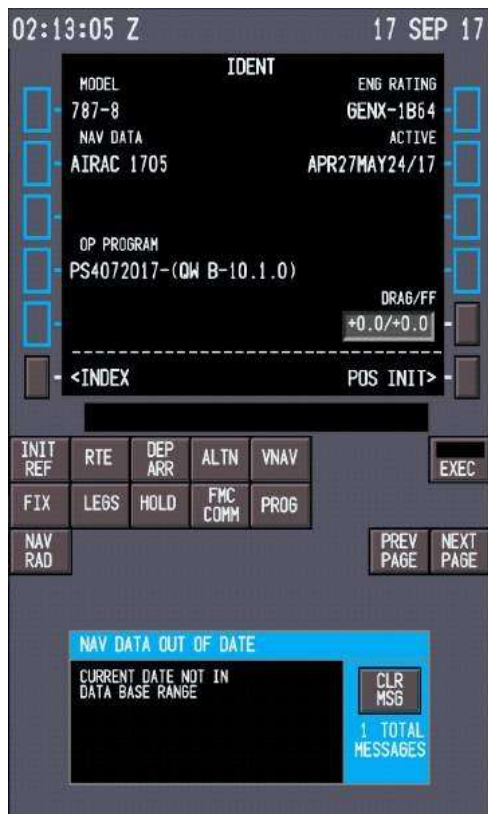 02:13:05 Z 17 SEP 17
IDENT
MODEL ENG RATING
787-8 GENX-1B64
NAV DATA ACTIVE
AIRAC 1705 APR27MAY24/17
OP PROGRAM
PS4072017-(QW B-10.1.0)
DRAG/FF
+0.0/+0.0
<INDEX POS INIT>
INIT REF RTE DEP ARR ALTN VNAV EXEC
FIX LEGS HOLD FMC COMM PROG
NAV RAD PREV PAGE NEXT PAGE
NAV DATA OUT OF DATE
CURRENT DATE NOT IN
DATA BASE RANGE
CLR
MSG
1 TOTAL
MESSAGES